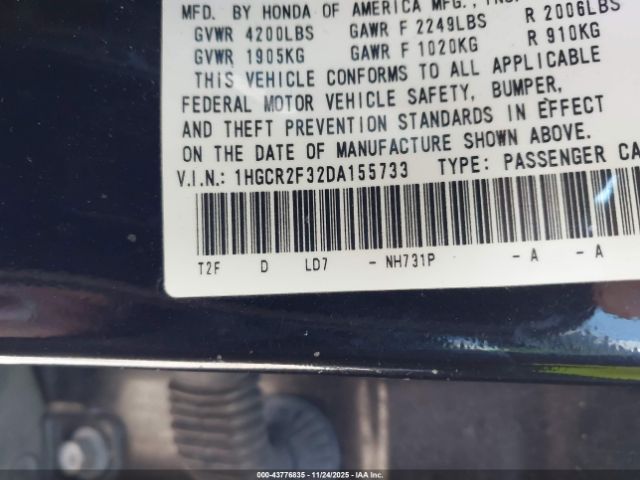 MFD. BY HONDA OF AMERICA MFG., INC.
GVWR 4200LBS GAWR F 2249LBS R 2006LBS
GVWR 1905KG GAWR F 1020KG R 910KG
THIS VEHICLE CONFORMS TO ALL APPLICABLE
FEDERAL MOTOR VEHICLE SAFETY, BUMPER,
AND THEFT PREVENTION STANDARDS IN EFFECT
ON THE DATE OF MANUFACTURE SHOWN ABOVE.
V.I.N.: 1HGCR2F32DA155733 TYPE: PASSENGER CA
T2F D LD7 - NH731P - A - A
000-43776835 - 11/24/2025 - IAA Inc.